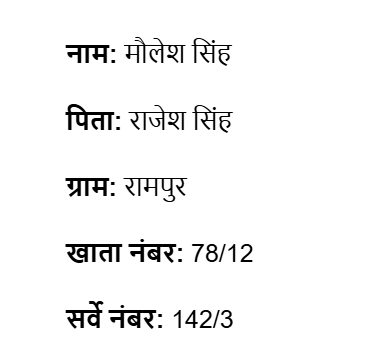 नाम: मौलेश सिंह
पिता: राजेश सिंह
ग्राम: रामपुर
खाता नंबर: 78/12
सर्वे नंबर: 142/3